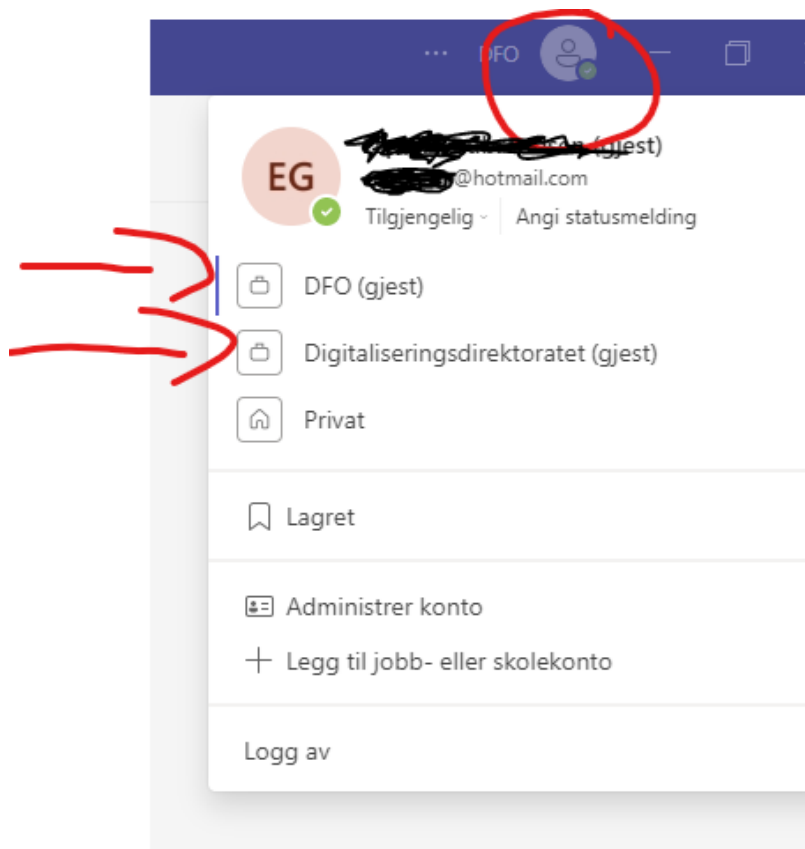 DFO
EG
(gjest)
@hotmail.com
Tilgjengelig
Angi statusmelding
DFO (gjest)
Digitaliseringsdirektoratet (gjest)
Privat
Lagret
Administrer konto
Legg til jobb- eller skolekonto
Logg av